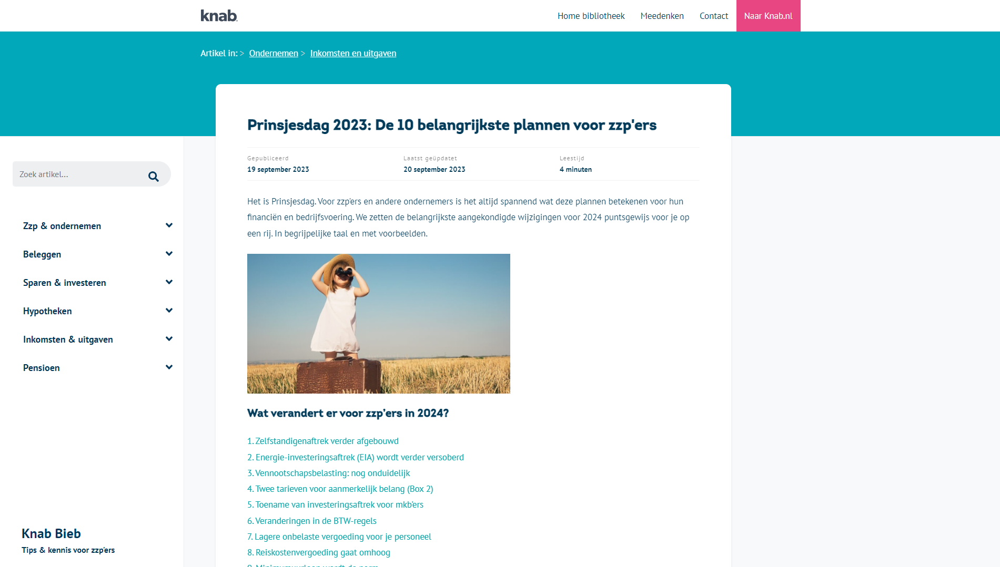 knab.
Home bibliotheek
Meedenken
Contact
Naar Knab.nl
Artikel in: > Ondernemen > Inkomsten en uitgaven
Prinsjesdag 2023: De 10 belangrijkste plannen voor zzp'ers
Gepubliceerd
19 september 2023
Laatst geüpdatet
20 september 2023
Leestijd
4 minuten
Zoek artikel...
Zzp & ondernemen
Beleggen
Sparen & investeren
Hypotheken
Inkomsten & uitgaven
Pensioen
Knab Bieb
Tips & kennis voor zzp'ers
Het is Prinsjesdag. Voor zzp'ers en andere ondernemers is het altijd spannend wat deze plannen betekenen voor hun
financiën en bedrijfsvoering. We zetten de belangrijkste aangekondigde wijzigingen voor 2024 puntsgewijs voor je op
een rij. In begrijpelijke taal en met voorbeelden.
Wat verandert er voor zzp’ers in 2024?
1. Zelfstandigenaftrek verder afgebouwd
2. Energie-investeringsaftrek (EIA) wordt verder versoberd
3. Vennootschapsbelasting: nog onduidelijk
4. Twee tarieven voor aanmerkelijk belang (Box 2)
5. Toename van investeringsaftrek voor mkb'ers
6. Veranderingen in de BTW-regels
7. Lagere onbelaste vergoeding voor je personeel
8. Reiskostenvergoeding gaat omhoog